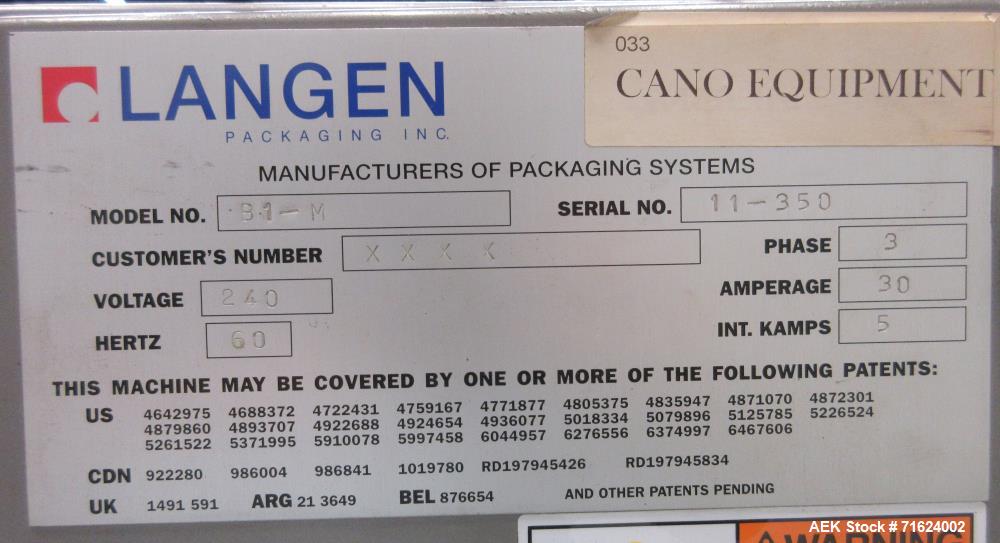 033
CANO EQUIPMENT
LANGEN
PACKAGING INC.
MANUFACTURERS OF PACKAGING SYSTEMS
MODEL NO. B1-M SERIAL NO. 11-350
CUSTOMER'S NUMBER X X X X PHASE 3
VOLTAGE 240 AMPERAGE 30
HERTZ 60 INT. KAMPS 5
THIS MACHINE MAY BE COVERED BY ONE OR MORE OF THE FOLLOWING PATENTS:
US 4642975 4688372 4722431 4759167 4771877 4805375 4835947 4871070 4872301
4879860 4893707 4922688 4924654 4936077 5018334 5079896 5125785 5226524
5261522 5371995 5910078 5997458 6044957 6276556 6374997 6467606
CDN 922280 986004 986841 1019780 RD197945426 RD197945834
UK 1491 591 ARG 21 3649 BEL 876654 AND OTHER PATENTS PENDING
WARNING
AEK Stock # 71624002